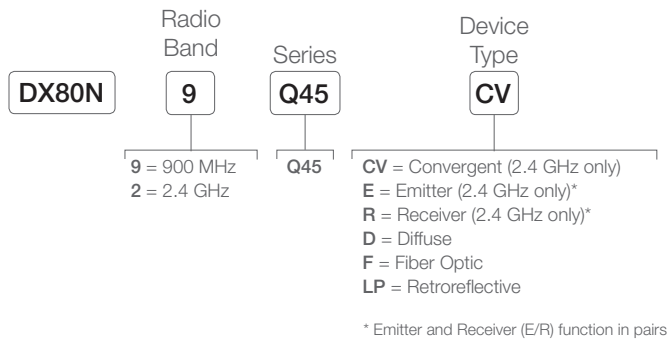 Radio
Band
Series
Device
Type
DX80N
9
Q45
CV
9 = 900 MHz
2 = 2.4 GHz
Q45
CV = Convergent (2.4 GHz only)
E = Emitter (2.4 GHz only)*
R = Receiver (2.4 GHz only)*
D = Diffuse
F = Fiber Optic
LP = Retroreflective
* Emitter and Receiver (E/R) function in pairs